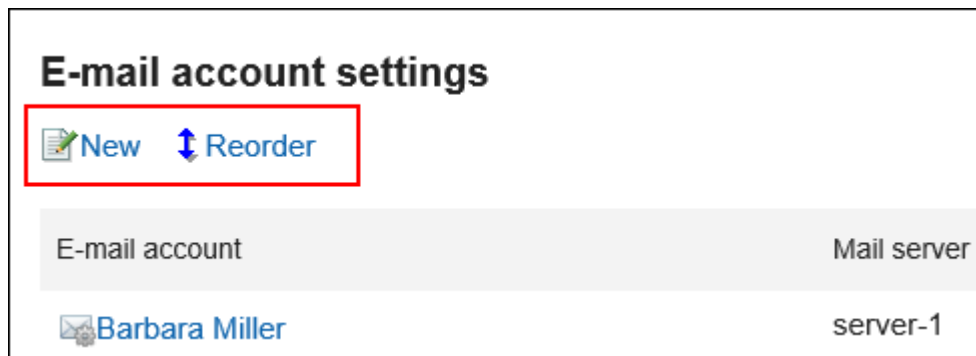 E-mail account settings
New Reorder
E-mail account Mail server
Barbara Miller server-1